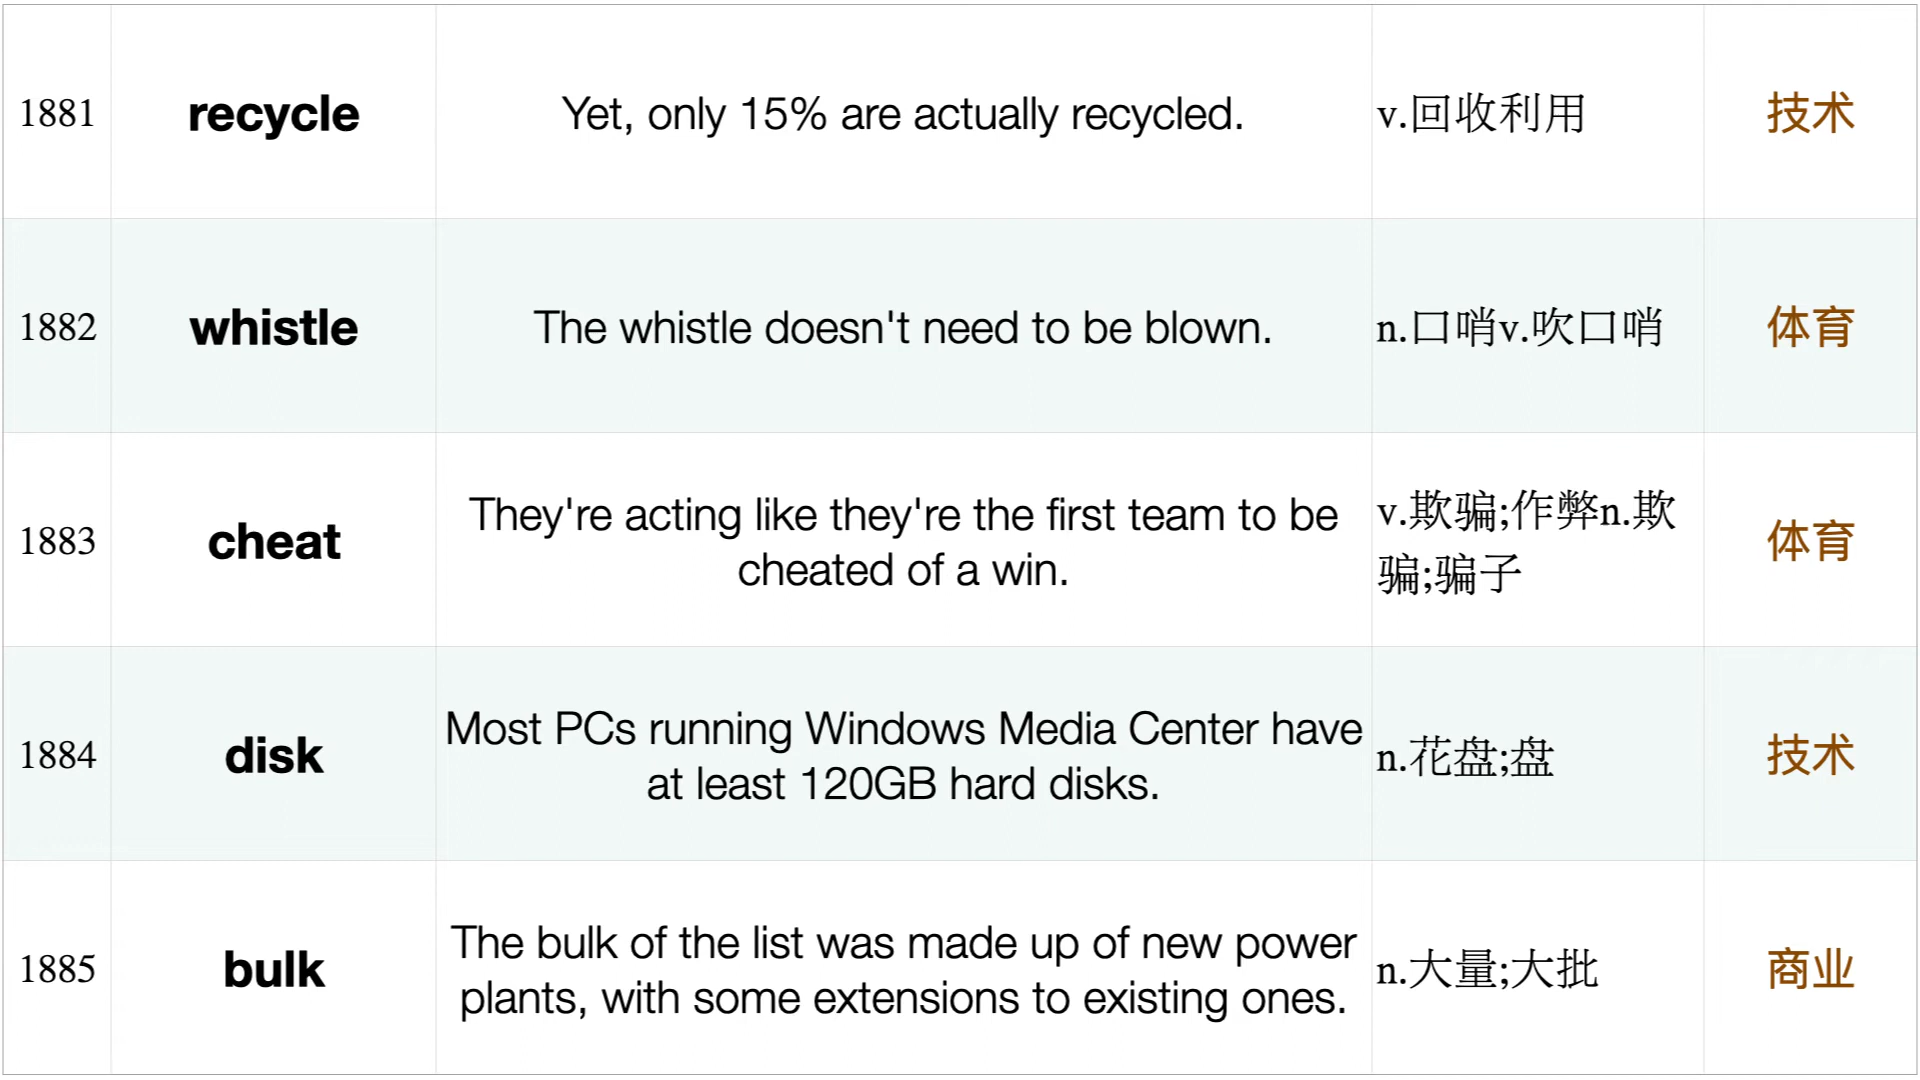 1881 recycle Yet, only 15% are actually recycled. v.回收利用 技术
1882 whistle The whistle doesn't need to be blown. n.口哨v.吹口哨 体育
1883 cheat They're acting like they're the first team to be
cheated of a win. v.欺骗;作弊n.欺
骗;骗子 体育
1884 disk Most PCs running Windows Media Center have
at least 120GB hard disks. n.花盘;盘 技术
1885 bulk The bulk of the list was made up of new power
plants, with some extensions to existing ones. n.大量;大批 商业